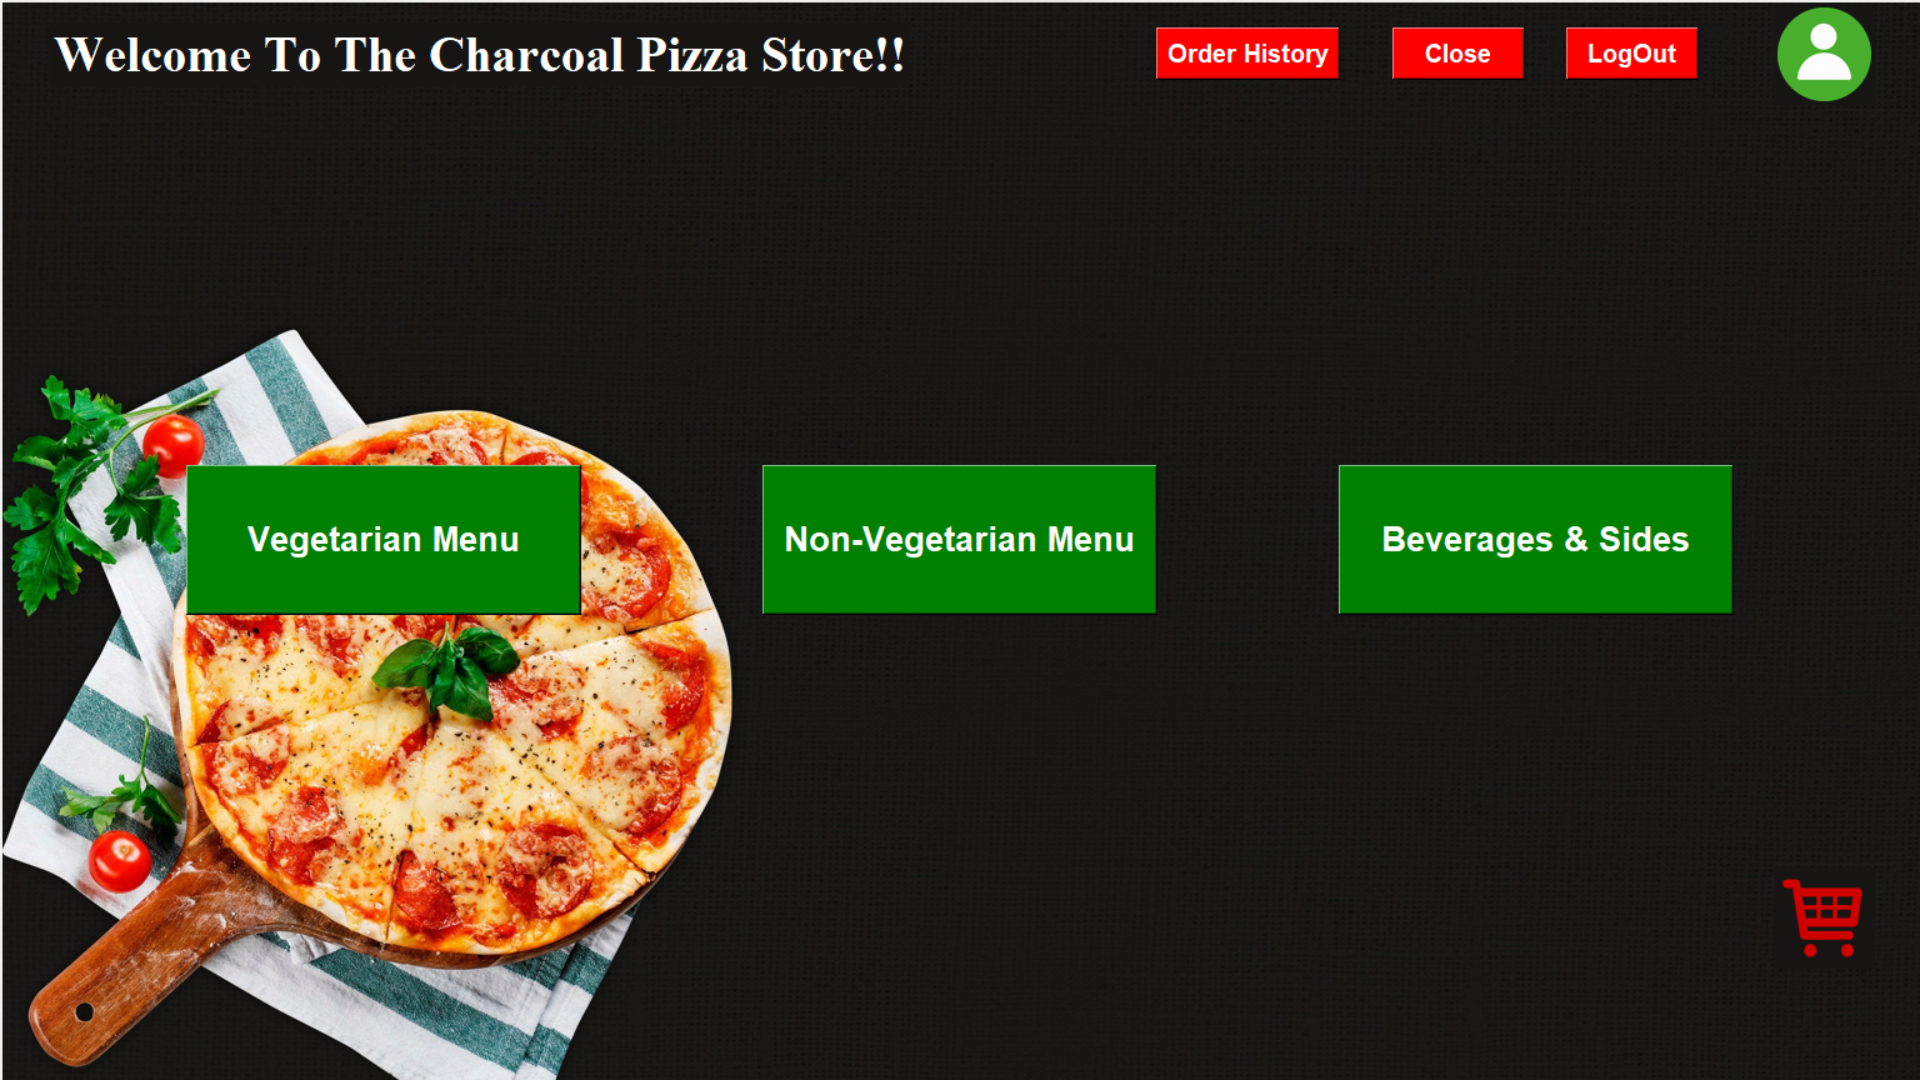 Welcome To The Charcoal Pizza Store!!
Order History
Close
LogOut
Vegetarian Menu
Non-Vegetarian Menu
Beverages & Sides